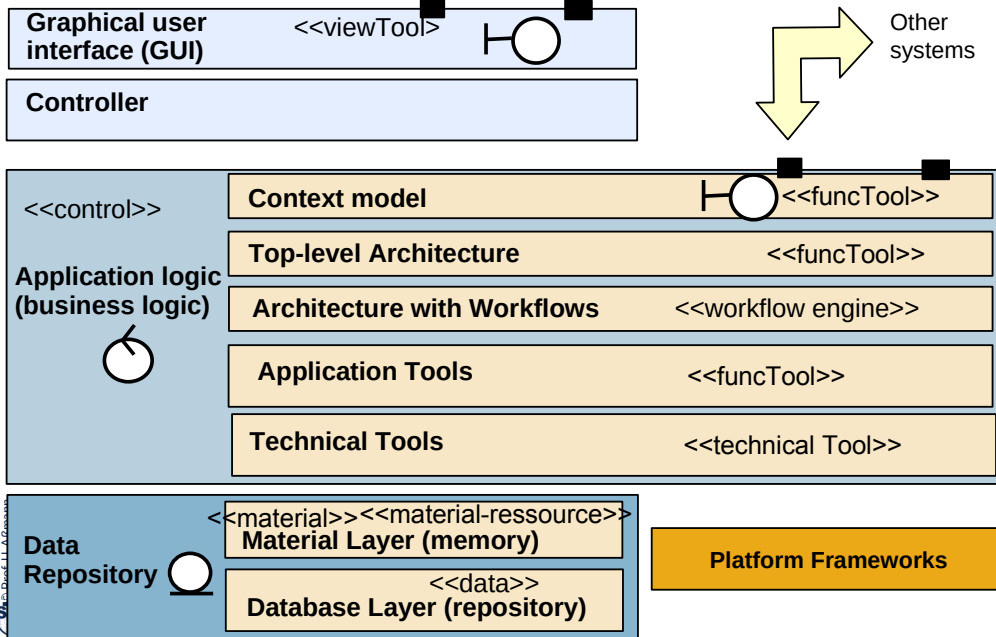 Graphical user
interface (GUI)
<<viewTool>
Other
systems
Controller
<<control>>
Application logic
(business logic)
Context model
<<funcTool>>
Top-level Architecture
<<funcTool>>
Architecture with Workflows
<<workflow engine>>
Application Tools
<<funcTool>>
Technical Tools
<<technical Tool>>
Data
Repository
<<material>>
<<material-ressource>>
Material Layer (memory)
<<data>>
Database Layer (repository)
Platform Frameworks